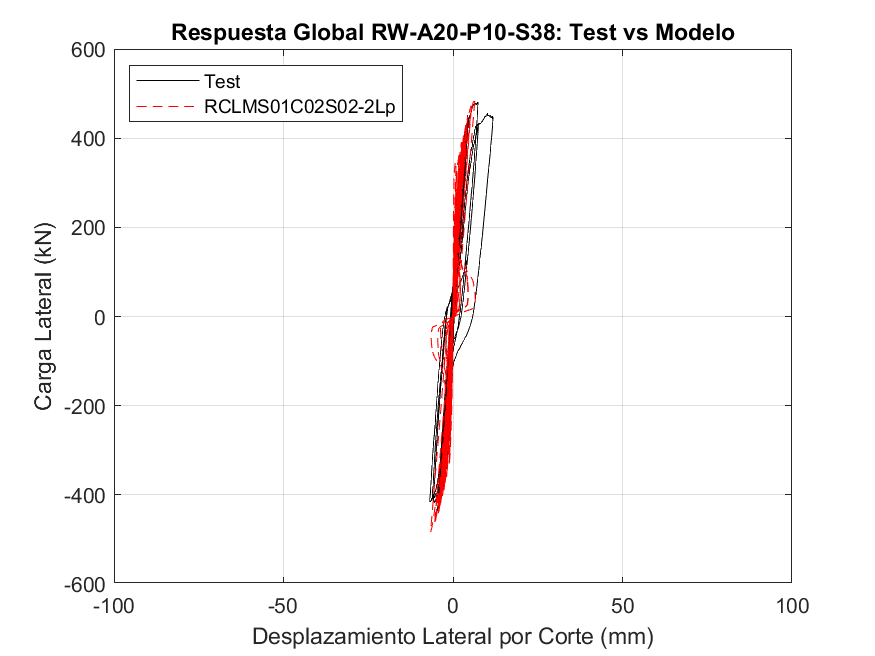 Respuesta Global RW-A20-P10-S38: Test vs Modelo
600
Test
RCLMS01C02S02-2Lp
400
200
0
-200
-400
-600
Carga Lateral (kN)
-100
-50
0
50
100
Desplazamiento Lateral por Corte (mm)